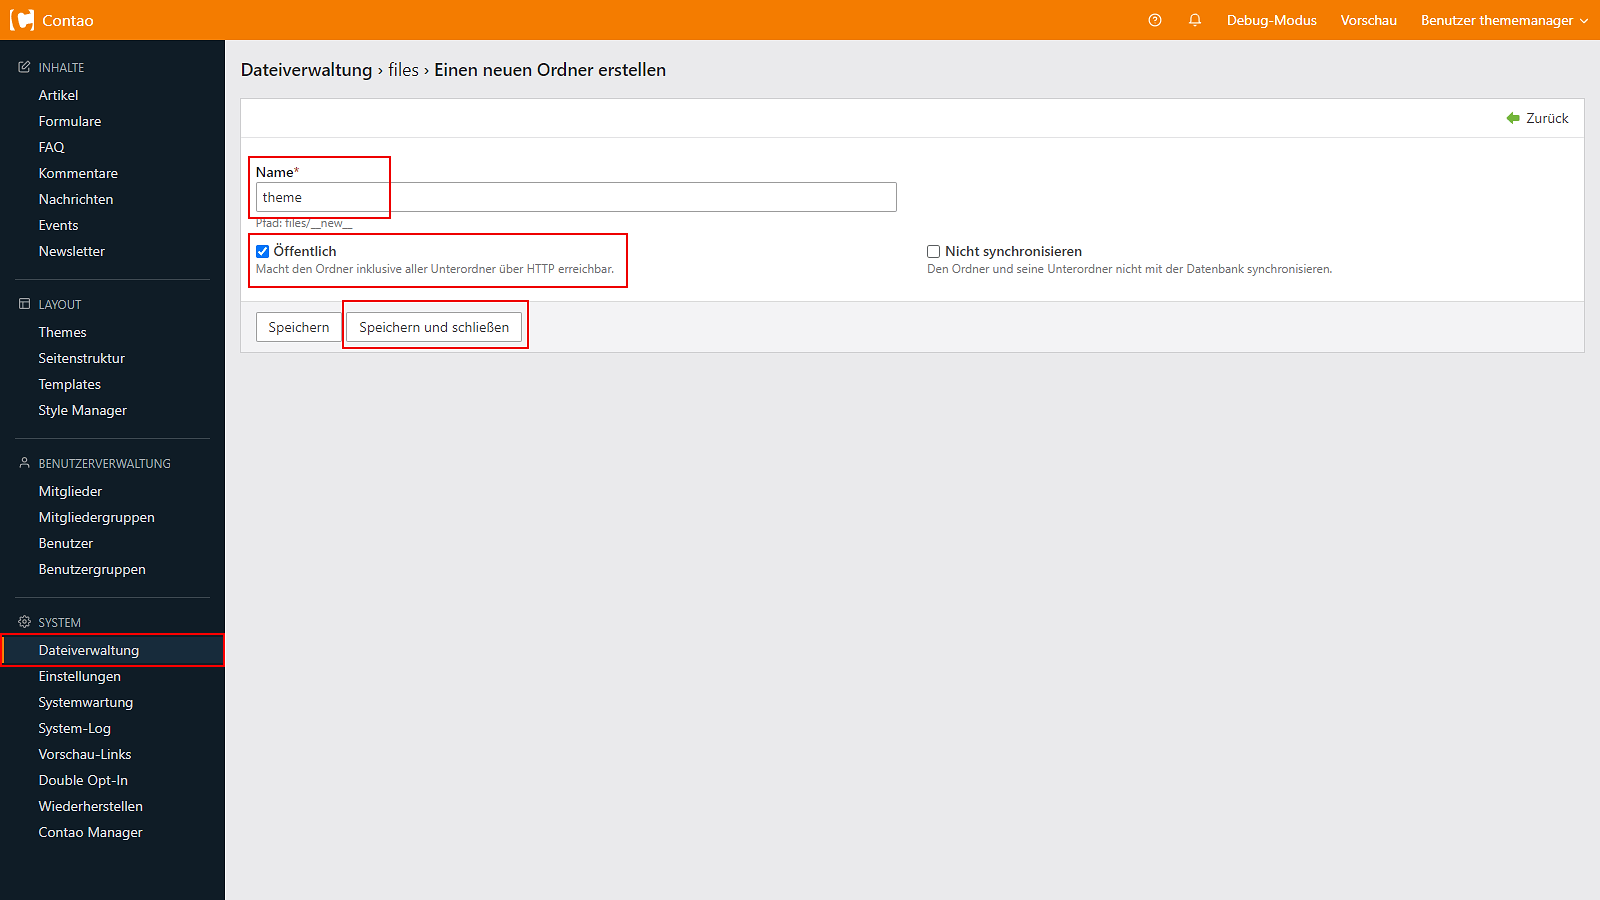 Contao
Debug-Modus
Vorschau
Benutzer thememanager
INHALTE
Artikel
Formulare
FAQ
Kommentare
Nachrichten
Events
Newsletter
LAYOUT
Themes
Seitenstruktur
Templates
Style Manager
BENUTZERVERWALTUNG
Mitglieder
Mitgliedergruppen
Benutzer
Benutzergruppen
SYSTEM
Dateiverwaltung
Einstellungen
Systemwartung
System-Log
Vorschau-Links
Double Opt-In
Wiederherstellen
Contao Manager
Dateiverwaltung › files › Einen neuen Ordner erstellen
Zurück
Name*
theme
Pfad: files/__new__
Öffentlich
Macht den Ordner inklusive aller Unterordner über HTTP erreichbar.
Nicht synchronisieren
Den Ordner und seine Unterordner nicht mit der Datenbank synchronisieren.
Speichern
Speichern und schließen